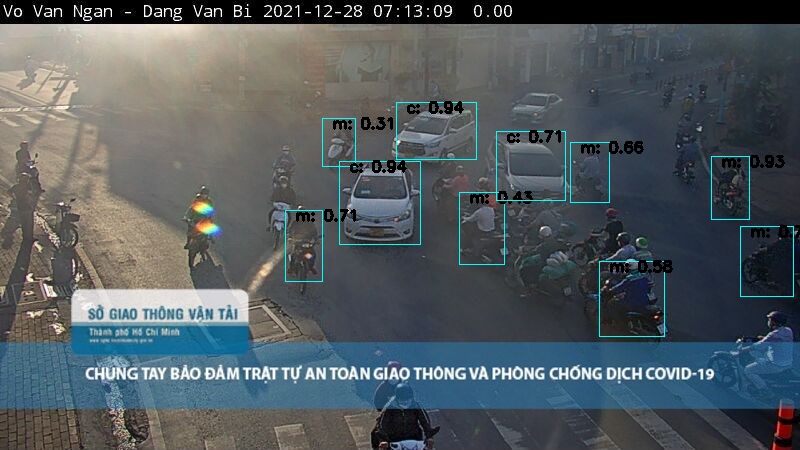 Vo Van Ngan - Dang Van Bi 2021-12-28 07:13:09 0.00
m: 0.31
c: 0.94
c: 0.71
m: 0.66
m: 0.93
c: 0.94
m: 0.71
m: 0.43
m: 0.7
m: 0.58
SỞ GIAO THÔNG VẬN TẢI
Thành phố Hồ Chí Minh
CHUNG TAY BẢO ĐẢM TRẬT TỰ AN TOÀN GIAO THÔNG VÀ PHÒNG CHỐNG DỊCH COVID-19